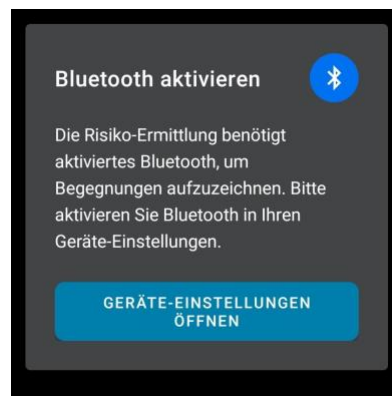 Bluetooth aktivieren
Die Risiko-Ermittlung benötigt
aktiviertes Bluetooth, um
Begegnungen aufzuzeichnen. Bitte
aktivieren Sie Bluetooth in Ihren
Geräte-Einstellungen.
GERÄTE-EINSTELLUNGEN
ÖFFNEN